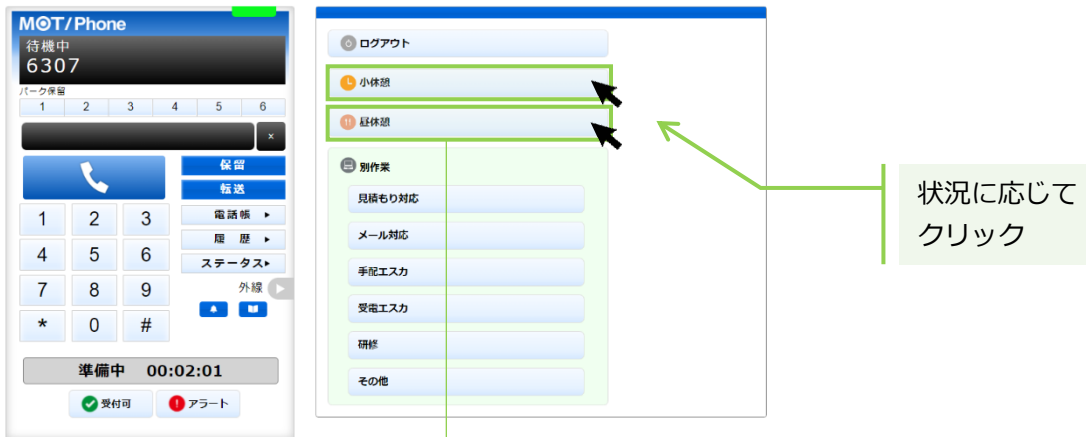 MOT/Phone
待機中
6307
パーク保留
1 2 3 4 5 6
×
保留
転送
1 2 3
電話帳
履 歴
4 5 6
ステータス
7 8 9
外線
* 0 #
準備中 00:02:01
受付可
アラート
ログアウト
小休憩
昼休憩
別作業
見積もり対応
メール対応
手配エスカ
受電エスカ
研修
その他
状況に応じて
クリック